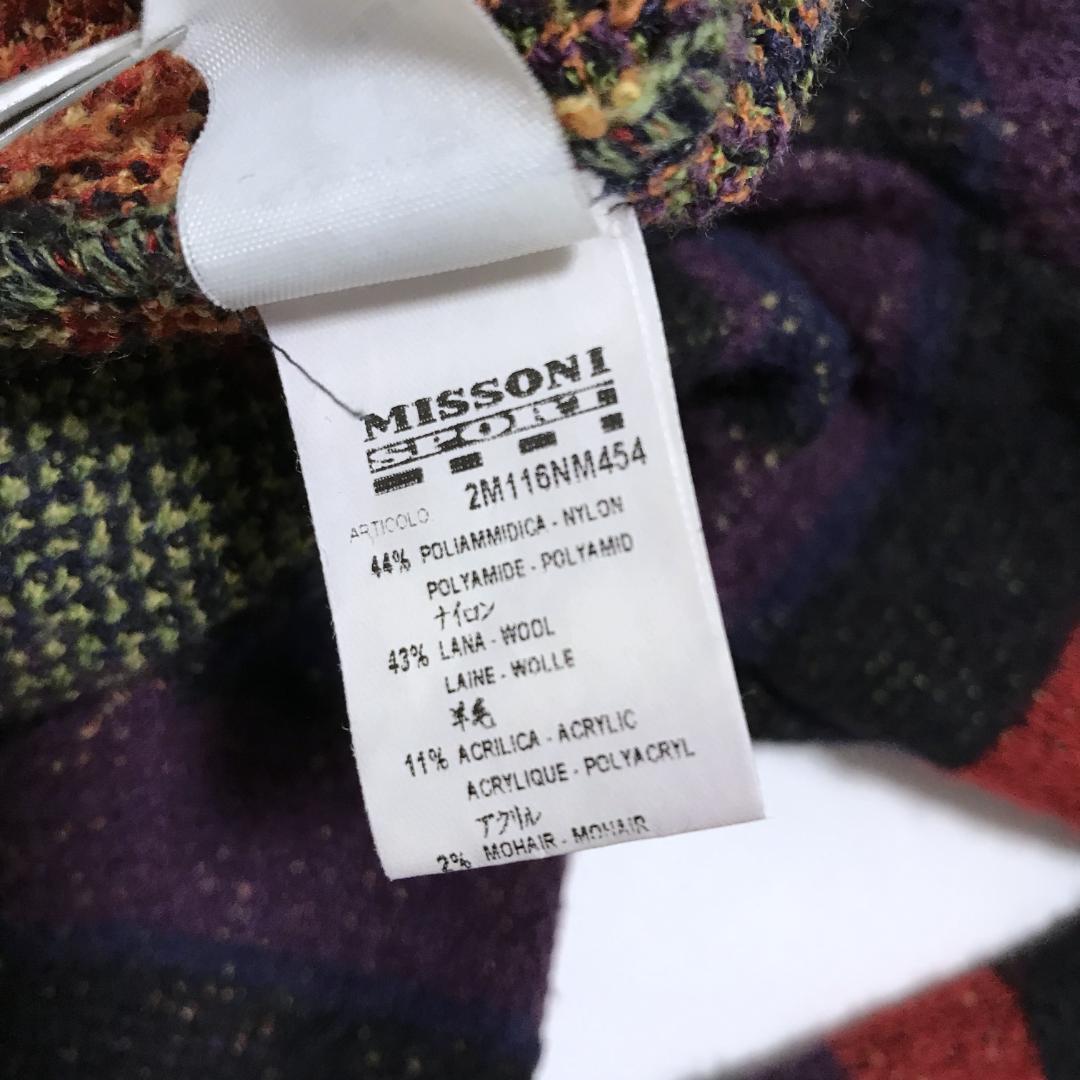 MISSONI
SPORT
ARTICOLO 2M116NM454
44% POLIAMMIDICA - NYLON
POLYAMIDE - POLYAMID
ナイロン
43% LANA - WOOL
LAINE - WOLLE
羊毛
11% ACRILICA - ACRYLIC
ACRYLIQUE - POLYACRYL
アクリル
2% MOHAIR - MOHAIR